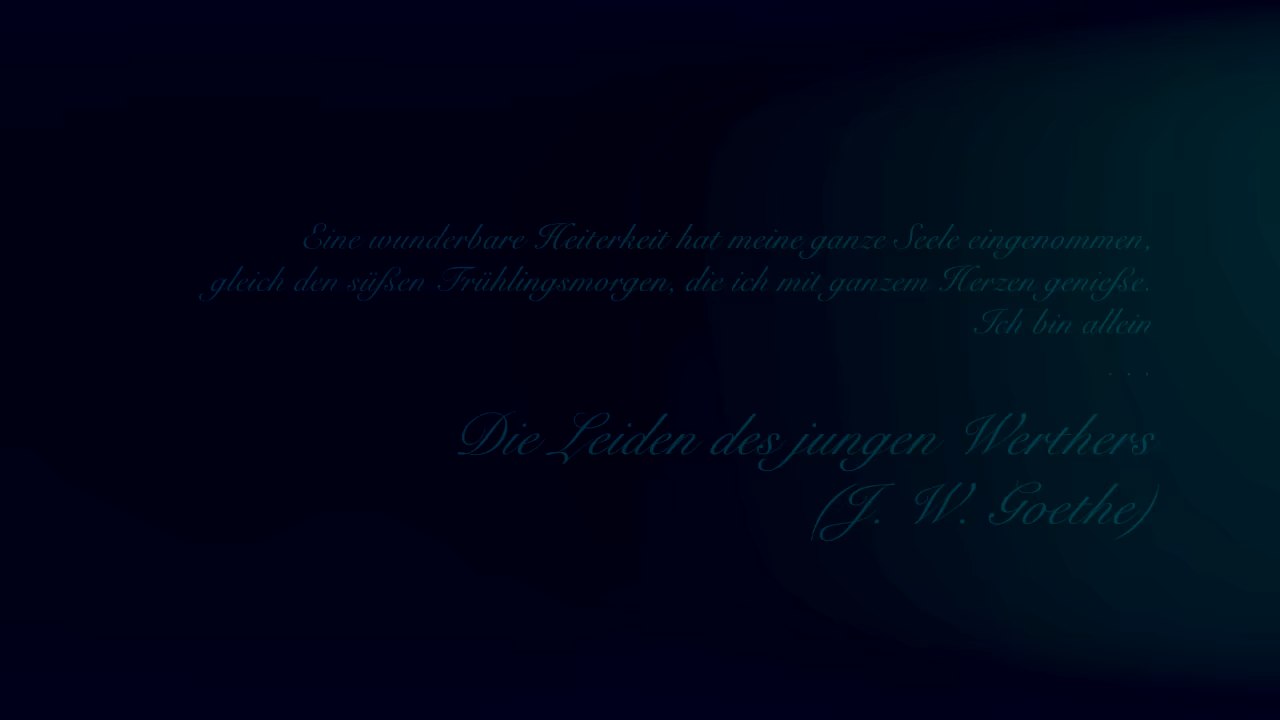 Eine wunderbare Heiterkeit hat meine ganze Seele eingenommen,
gleich den süßen Frühlingsmorgen, die ich mit ganzem Herzen genieße.
Ich bin allein
. . .
Die Leiden des jungen Werthers
(J. W. Goethe)